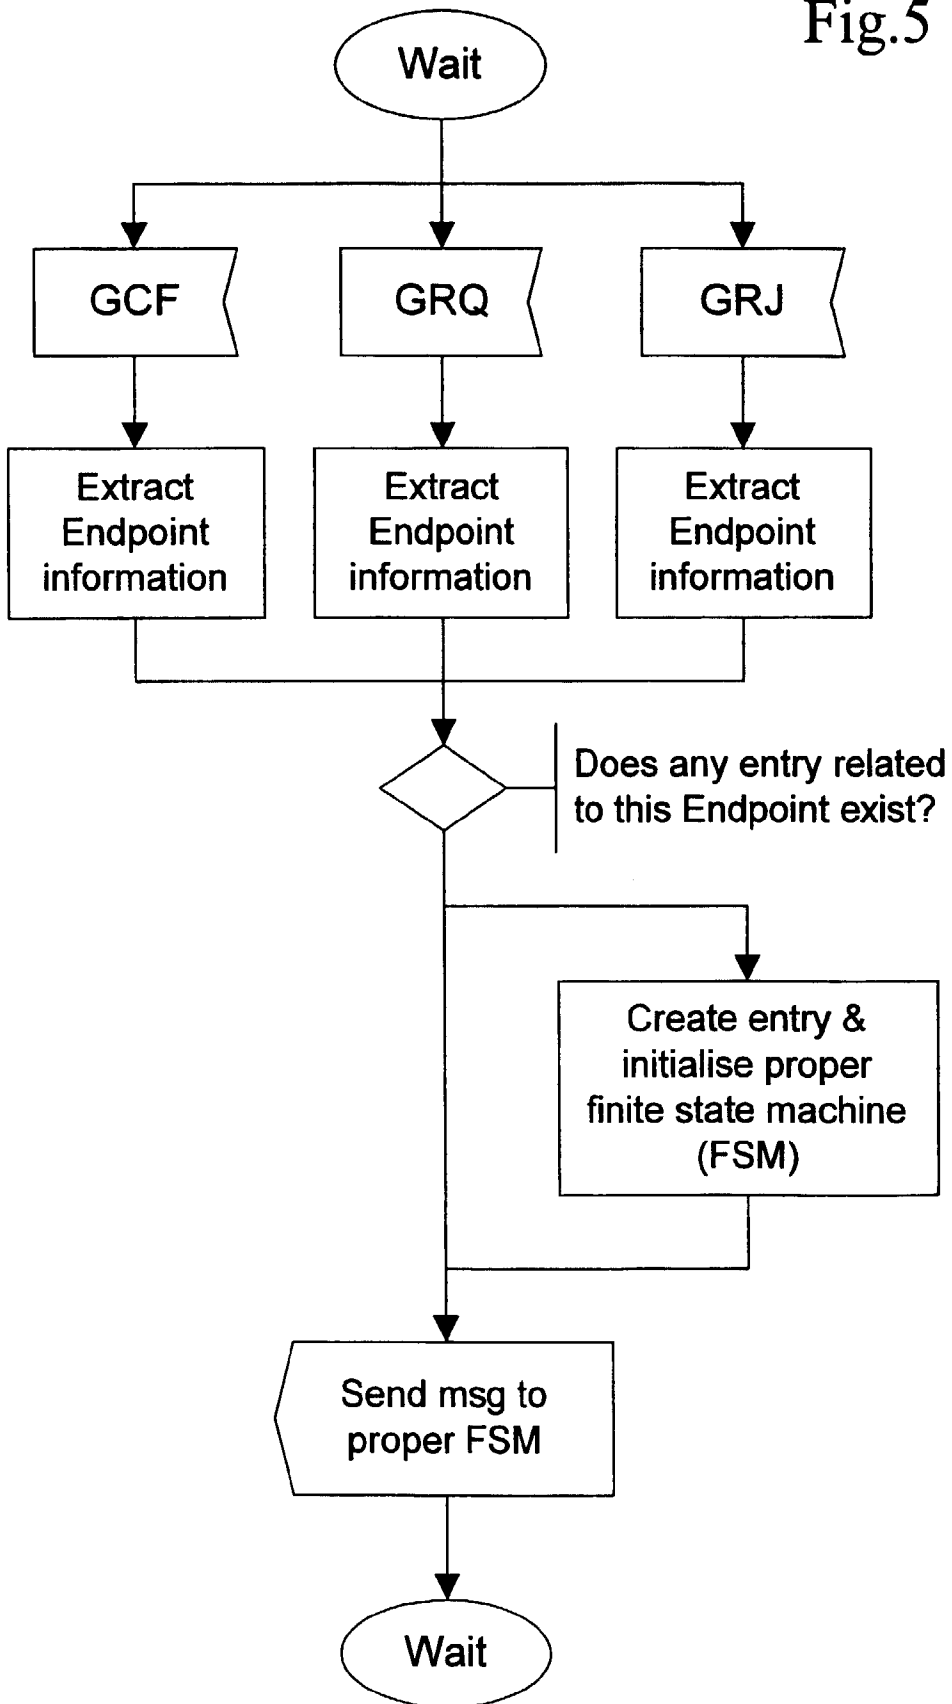 Fig.5
Wait
GCF
GRQ
GRJ
Extract
Endpoint
information
Extract
Endpoint
information
Extract
Endpoint
information
Does any entry related
to this Endpoint exist?
Create entry &
initialise proper
finite state machine
(FSM)
Send msg to
proper FSM
Wait